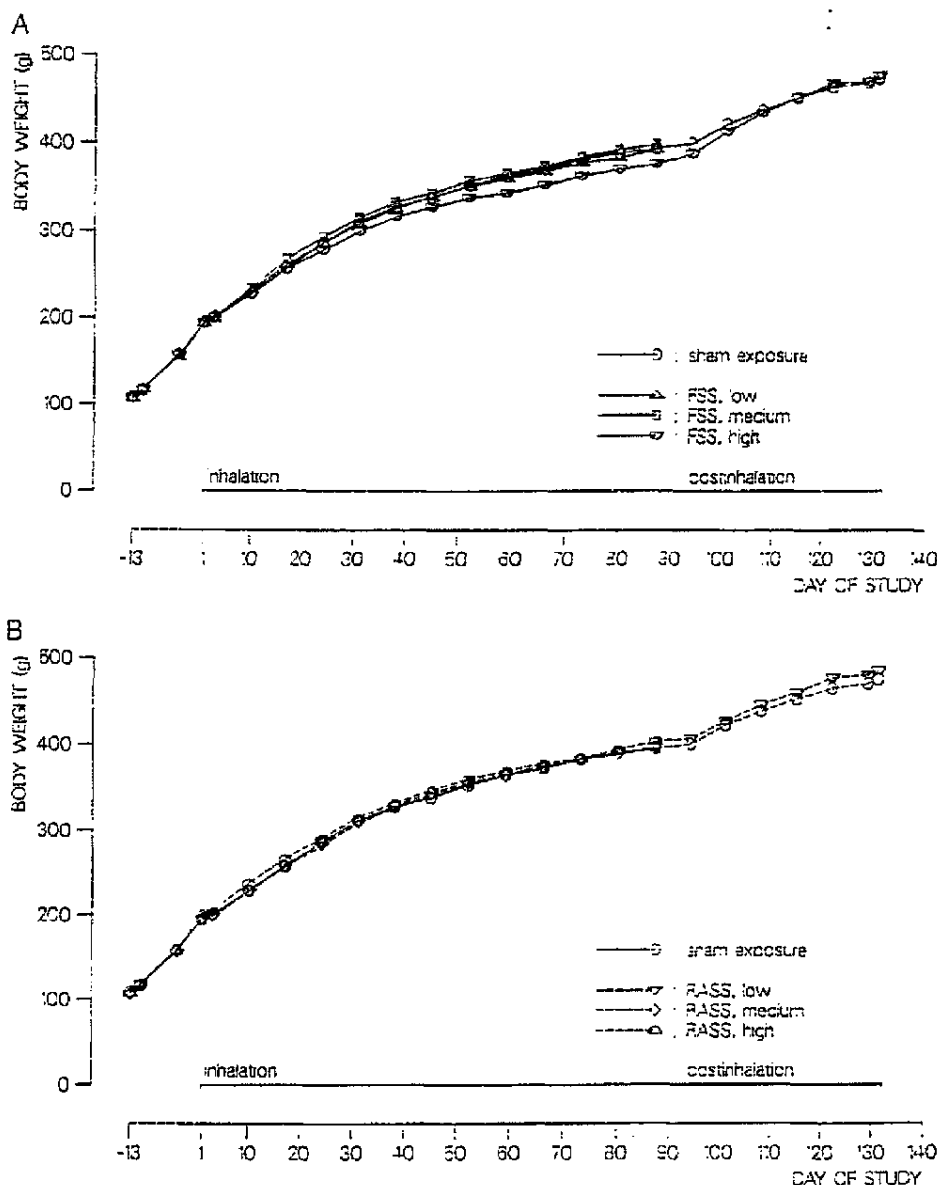 A
BODY WEIGHT (g)
500
400
300
200
100
0
sham exposure
FSS, low
FSS, medium
FSS, high
inhalation
postinhalation
-13 1 10 20 30 40 50 60 70 80 90 100 110 120 130 140
DAY OF STUDY
B
BODY WEIGHT (g)
500
400
300
200
100
0
sham exposure
RASS, low
RASS, medium
RASS, high
inhalation
postinhalation
-13 1 10 20 30 40 50 60 70 80 90 100 110 120 130 140
DAY OF STUDY